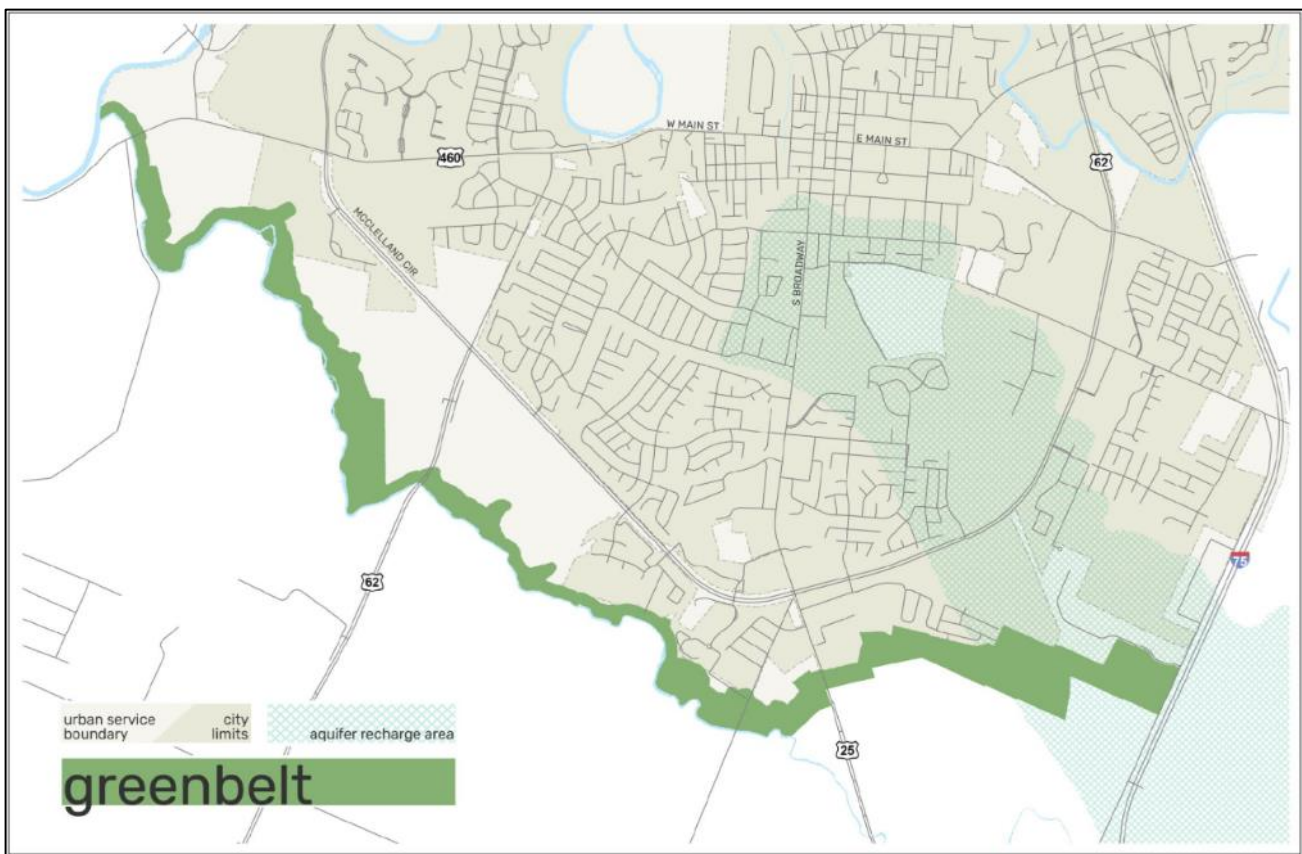 W MAIN ST
E MAIN ST
460
62
MCCLELLAND CIR
S BROADWAY
75
62
urban service
boundary
city
limits
aquifer recharge area
25
greenbelt